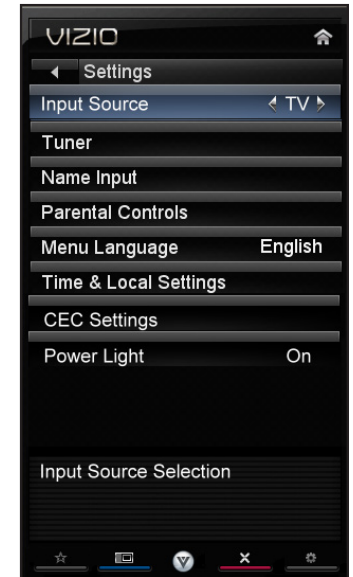 VIZIO
Settings
Input Source TV
Tuner
Name Input
Parental Controls
Menu Language English
Time & Local Settings
CEC Settings
Power Light On
Input Source Selection
V